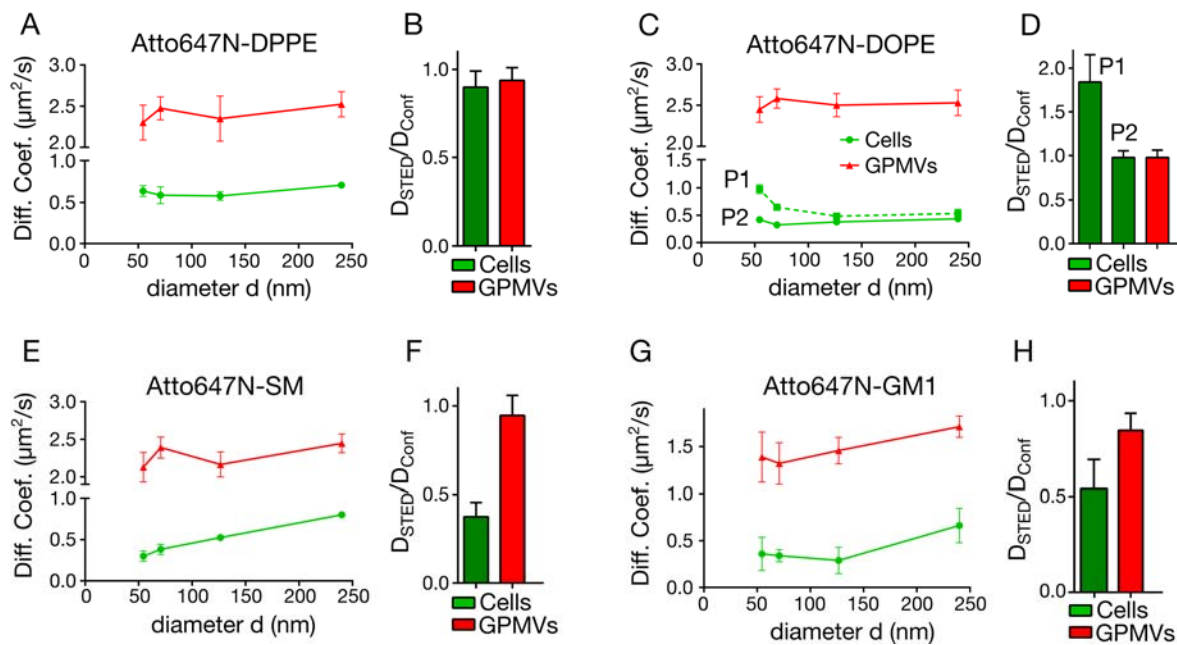 A
Atto647N-DPPE
Diff. Coef. (μm²/s)
3.0
2.5
2.0
1.0
0.5
0.0
0 50 100 150 200 250
diameter d (nm)
B
D_STED/D_Conf
1.0
0.5
0.0
Cells
GPMVs
C
Atto647N-DOPE
Diff. Coef. (μm²/s)
3.0
2.5
2.0
1.5
1.0
0.5
0.0
Cells
GPMVs
P1
P2
0 50 100 150 200 250
diameter d (nm)
D
D_STED/D_Conf
2.0
1.5
1.0
0.5
0.0
P1
P2
Cells
GPMVs
E
Atto647N-SM
Diff. Coef. (μm²/s)
3.0
2.5
2.0
1.0
0.5
0.0
0 50 100 150 200 250
diameter d (nm)
F
D_STED/D_Conf
1.0
0.5
0.0
Cells
GPMVs
G
Atto647N-GM1
Diff. Coef. (μm²/s)
1.5
1.0
0.5
0.0
0 50 100 150 200 250
diameter d (nm)
H
D_STED/D_Conf
1.0
0.5
0.0
Cells
GPMVs